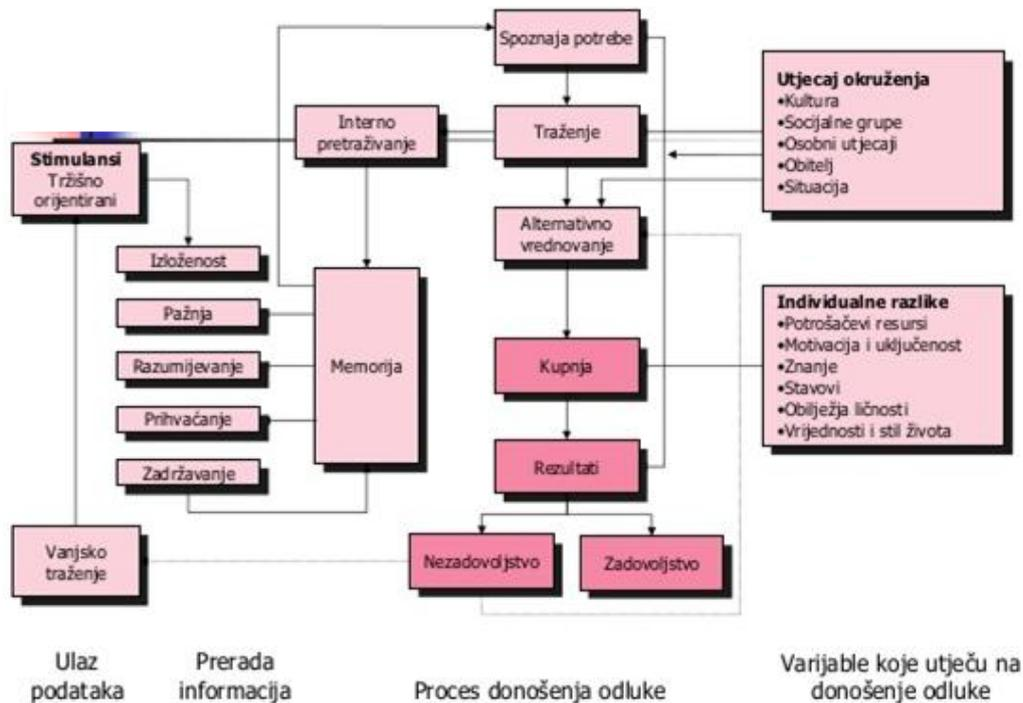 Spoznaja potrebe
Interno
pretraživanje
Traženje
Utjecaj okruženja
•Kultura
•Socijalne grupe
•Osobni utjecaji
•Obitelj
•Situacija
Stimulansi
Tržišno
orijentirani
Alternativno
vrednovanje
Izloženost
Pažnja
Razumijevanje
Prihvaćanje
Zadržavanje
Memorija
Kupnja
Individualne razlike
•Potrošačevi resursi
•Motivacija i uključenost
•Znanje
•Stavovi
•Obilježja ličnosti
•Vrijednosti i stil života
Rezultati
Vanjsko
traženje
Nezadovoljstvo
Zadovoljstvo
Ulaz
podataka
Prerada
informacija
Proces donošenja odluke
Varijable koje utječu na
donošenje odluke